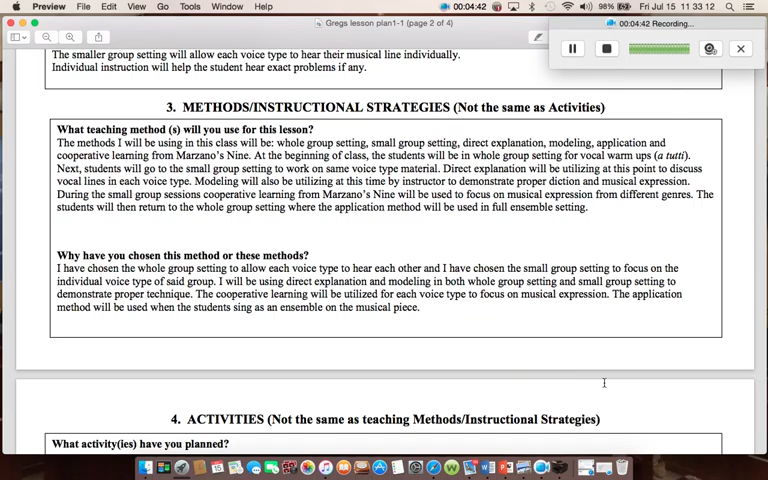 Preview File Edit View Go Tools Window Help
00:04:42 98% Fri Jul 15 11 33 12
Gregs lesson plan1-1 (page 2 of 4)
00:04:42 Recording...
The smaller group setting will allow each voice type to hear their musical line individually.
Individual instruction will help the student hear exact problems if any.
3. METHODS/INSTRUCTIONAL STRATEGIES (Not the same as Activities)
What teaching method (s) will you use for this lesson?
The methods I will be using in this class will be: whole group setting, small group setting, direct explanation, modeling, application and
cooperative learning from Marzano's Nine. At the beginning of class, the students will be in whole group setting for vocal warm ups (a tutti).
Next, students will go to the small group setting to work on same voice type material. Direct explanation will be utilizing at this point to discuss
vocal lines in each voice type. Modeling will also be utilizing at this time by instructor to demonstrate proper diction and musical expression.
During the small group sessions cooperative learning from Marzano's Nine will be used to focus on musical expression from different genres. The
students will then return to the whole group setting where the application method will be used in full ensemble setting.
Why have you chosen this method or these methods?
I have chosen the whole group setting to allow each voice type to hear each other and I have chosen the small group setting to focus on the
individual voice type of said group. I will be using direct explanation and modeling in both whole group setting and small group setting to
demonstrate proper technique. The cooperative learning will be utilized for each voice type to focus on musical expression. The application
method will be used when the students sing as an ensemble on the musical piece.
4. ACTIVITIES (Not the same as teaching Methods/Instructional Strategies)
What activity(ies) have you planned?